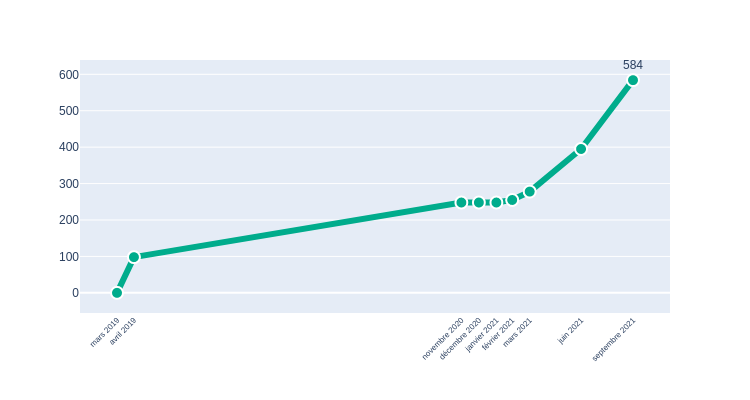 584
600
500
400
300
200
100
0
mars 2019
avril 2019
novembre 2020
décembre 2020
janvier 2021
février 2021
mars 2021
juin 2021
septembre 2021